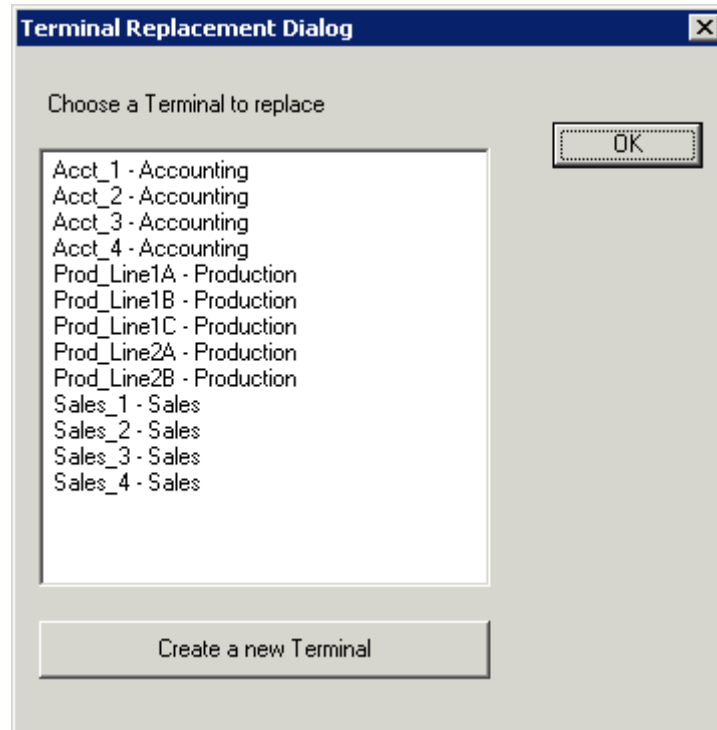 Terminal Replacement Dialog
Choose a Terminal to replace
OK
Acct_1 - Accounting
Acct_2 - Accounting
Acct_3 - Accounting
Acct_4 - Accounting
Prod_Line1A - Production
Prod_Line1B - Production
Prod_Line1C - Production
Prod_Line2A - Production
Prod_Line2B - Production
Sales_1 - Sales
Sales_2 - Sales
Sales_3 - Sales
Sales_4 - Sales
Create a new Terminal